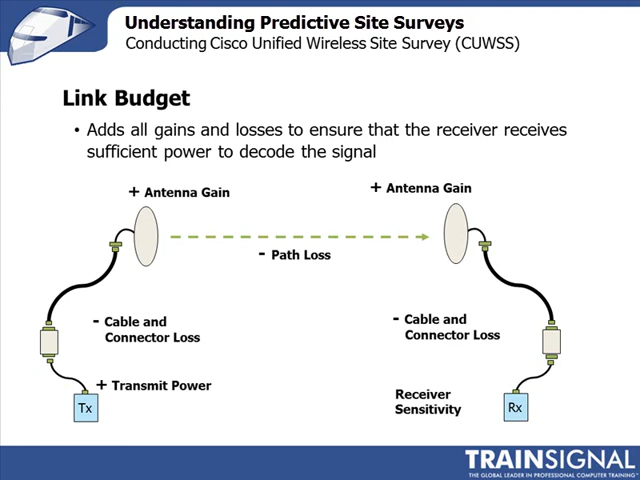 Understanding Predictive Site Surveys
Conducting Cisco Unified Wireless Site Survey (CUWSS)
Link Budget
• Adds all gains and losses to ensure that the receiver receives
sufficient power to decode the signal
+ Antenna Gain
+ Antenna Gain
- Path Loss
- Cable and
Connector Loss
- Cable and
Connector Loss
+ Transmit Power
Tx
Receiver
Sensitivity
Rx
TRAINSIGNAL
THE GLOBAL LEADER IN PROFESSIONAL COMPUTER TRAINING™